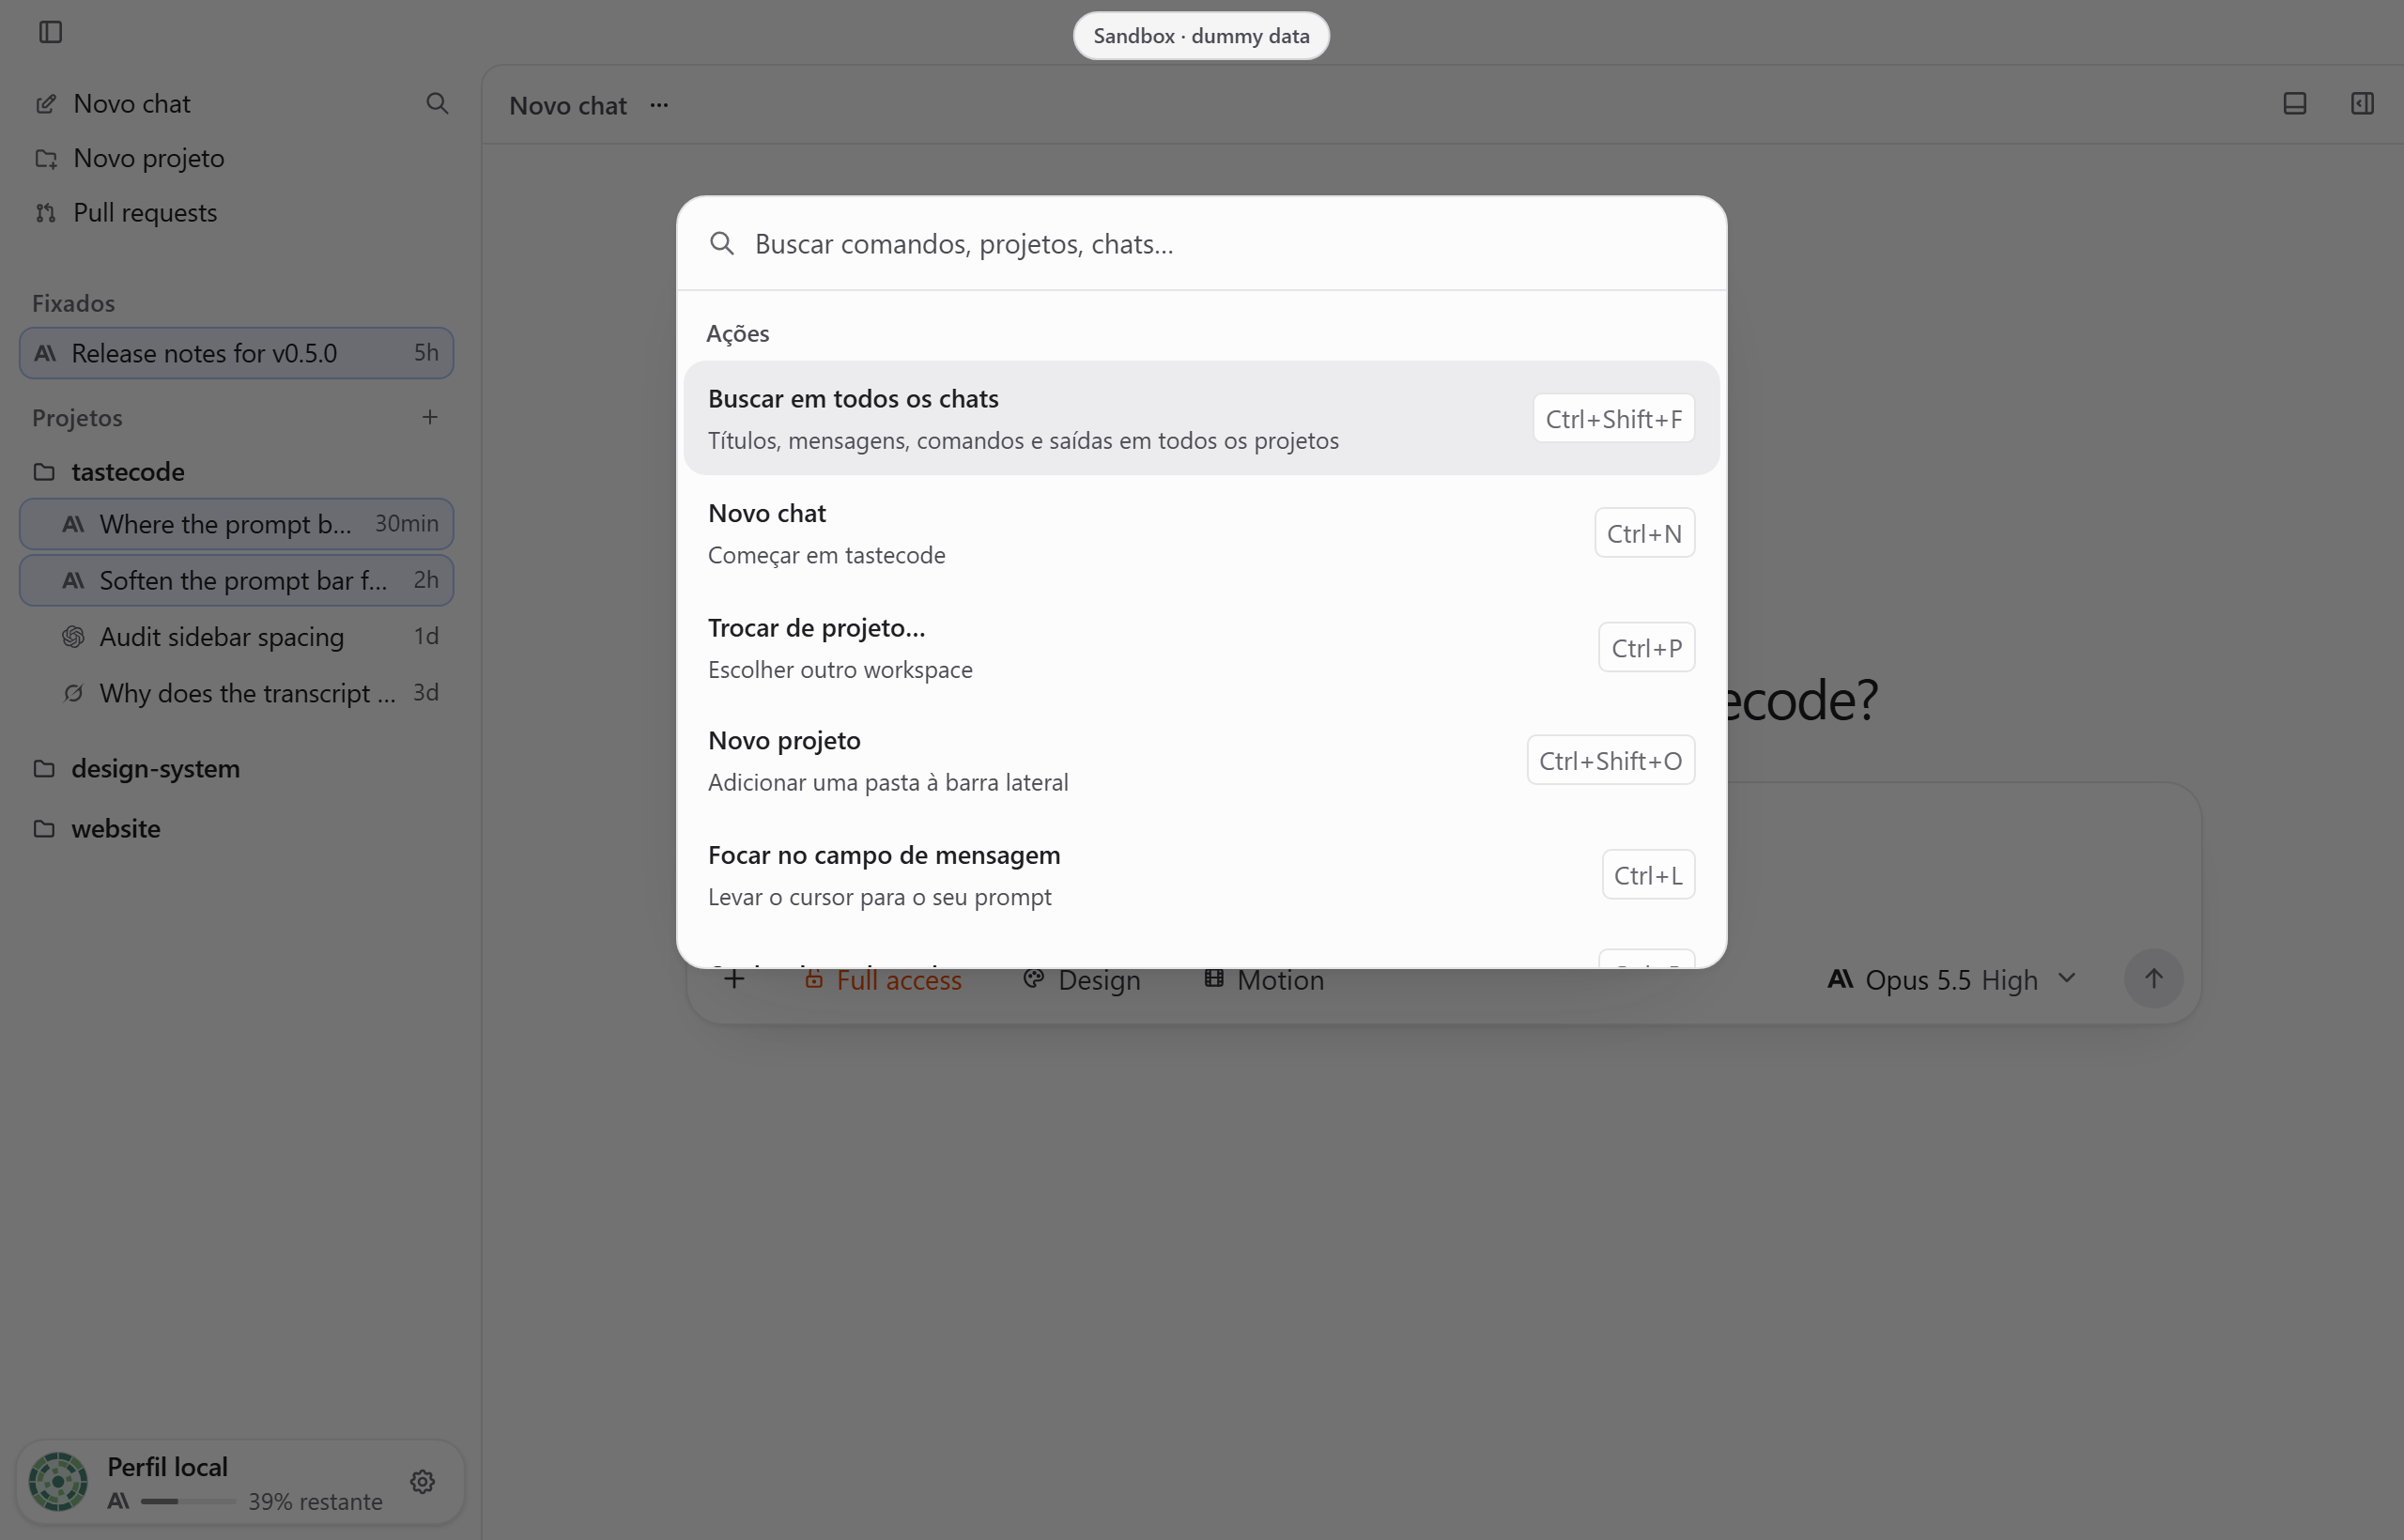 Sandbox · dummy data
Novo chat
Novo projeto
Pull requests
Fixados
Release notes for v0.5.0 5h
Projetos
tastecode
Where the prompt b... 30min
Soften the prompt bar f... 2h
Audit sidebar spacing 1d
Why does the transcript ... 3d
design-system
website
Perfil local
39% restante
Novo chat ...
Buscar comandos, projetos, chats...
Ações
Buscar em todos os chats Ctrl+Shift+F
Títulos, mensagens, comandos e saídas em todos os projetos
Novo chat Ctrl+N
Começar em tastecode
Trocar de projeto... Ctrl+P
Escolher outro workspace
Novo projeto Ctrl+Shift+O
Adicionar uma pasta à barra lateral
Focar no campo de mensagem Ctrl+L
Levar o cursor para o seu prompt
ecode?
Full access Design Motion Opus 5.5 High